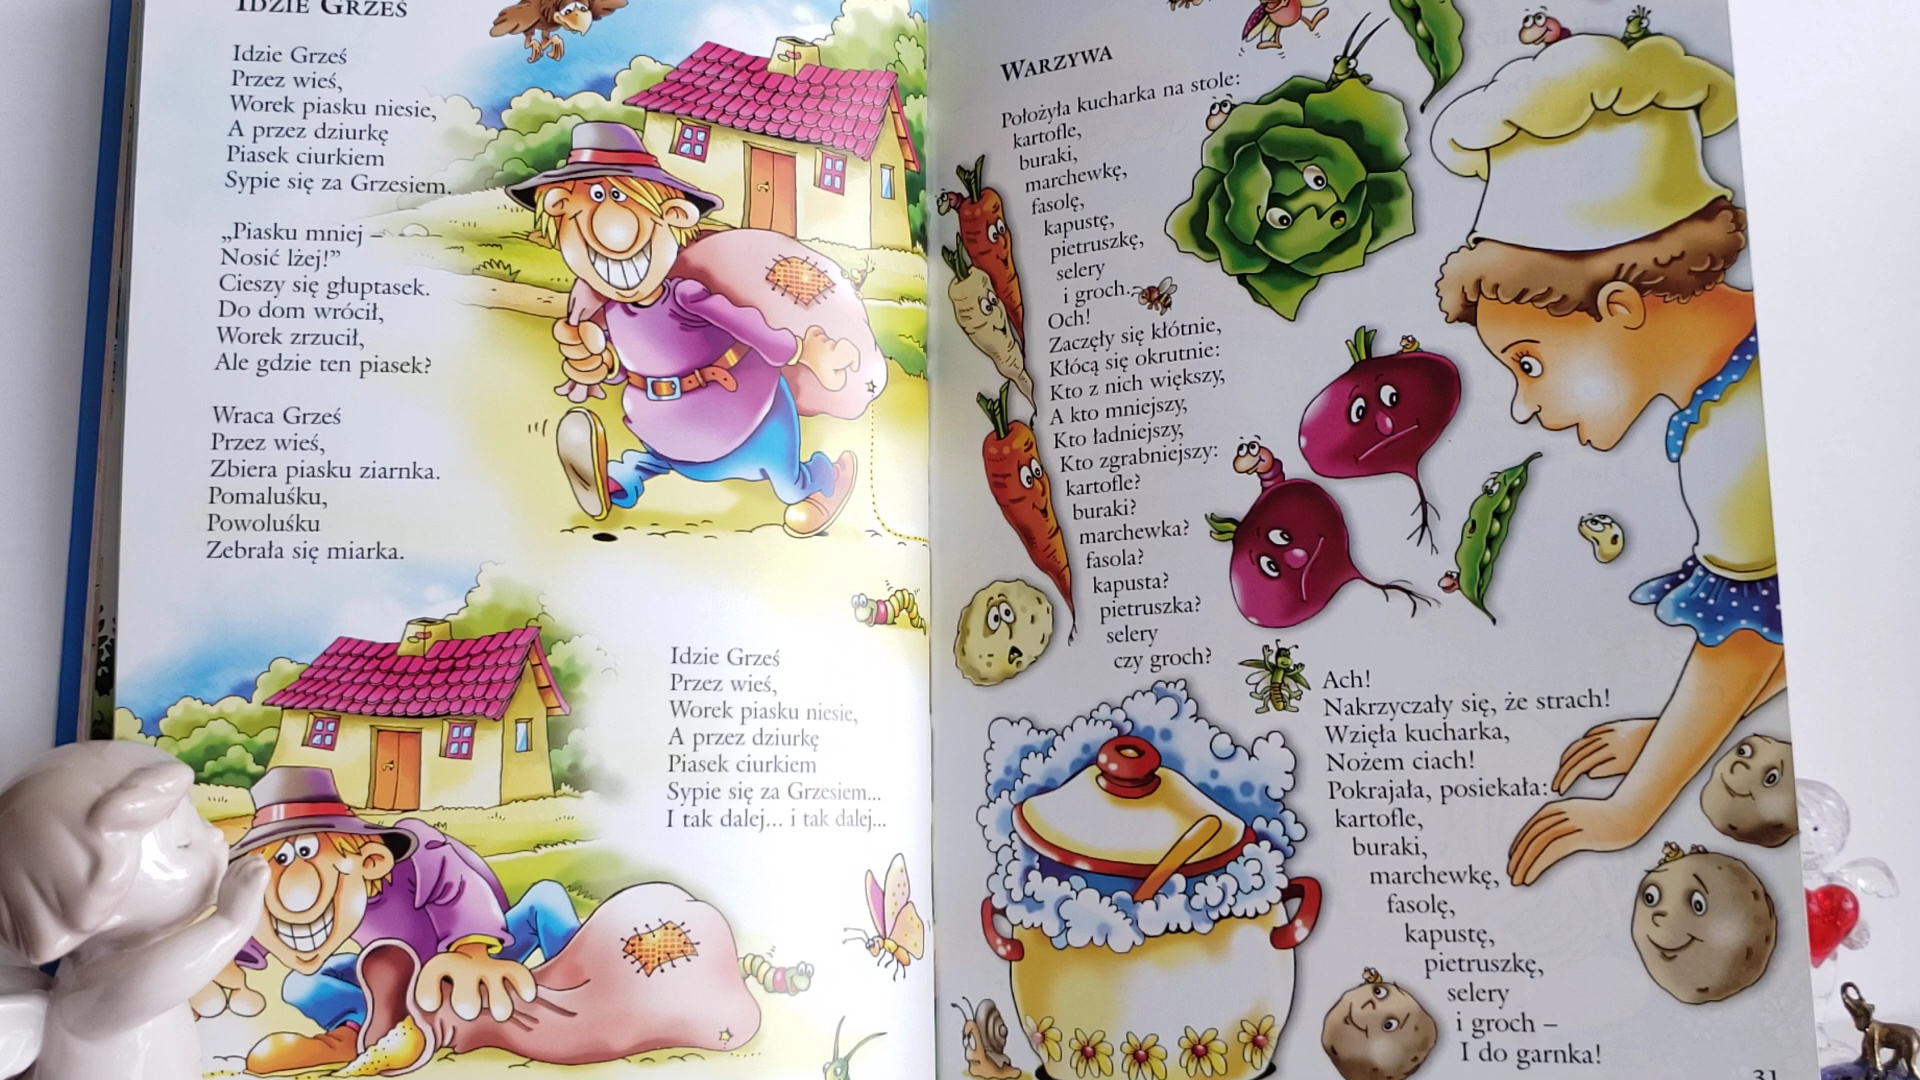 IDZIE GRZEŚ
Idzie Grześ
Przez wieś,
Worek piasku niesie,
A przez dziurkę
Piasek ciurkiem
Sypie się za Grzesiem.
„Piasku mniej –
Nosić lżej!”
Cieszy się głuptasek.
Do dom wrócił,
Worek zrzucił,
Ale gdzie ten piasek?
Wraca Grześ
Przez wieś,
Zbiera piasku ziarnka.
Pomaluśku,
Powoluśku
Zebrała się miarka.
Idzie Grześ
Przez wieś,
Worek piasku niesie,
A przez dziurkę
Piasek ciurkiem
Sypie się za Grzesiem...
I tak dalej... i tak dalej...
WARZYWA
Położyła kucharka na stole:
kartofle,
buraki,
marchewkę,
fasolę,
kapustę,
pietruszkę,
selery
i groch.
Och!
Zaczęły się kłótnie,
Kłócą się okrutnie:
Kto z nich większy,
A kto mniejszy,
Kto ładniejszy,
Kto zgrabniejszy:
kartofle?
buraki?
marchewka?
fasola?
kapusta?
pietruszka?
selery
czy groch?
Ach!
Nakrzyczały się, że strach!
Wzięła kucharka,
Nożem ciach!
Pokrajała, posiekała:
kartofle,
buraki,
marchewkę,
fasolę,
kapustę,
pietruszkę,
selery
i groch –
I do garnka!
31